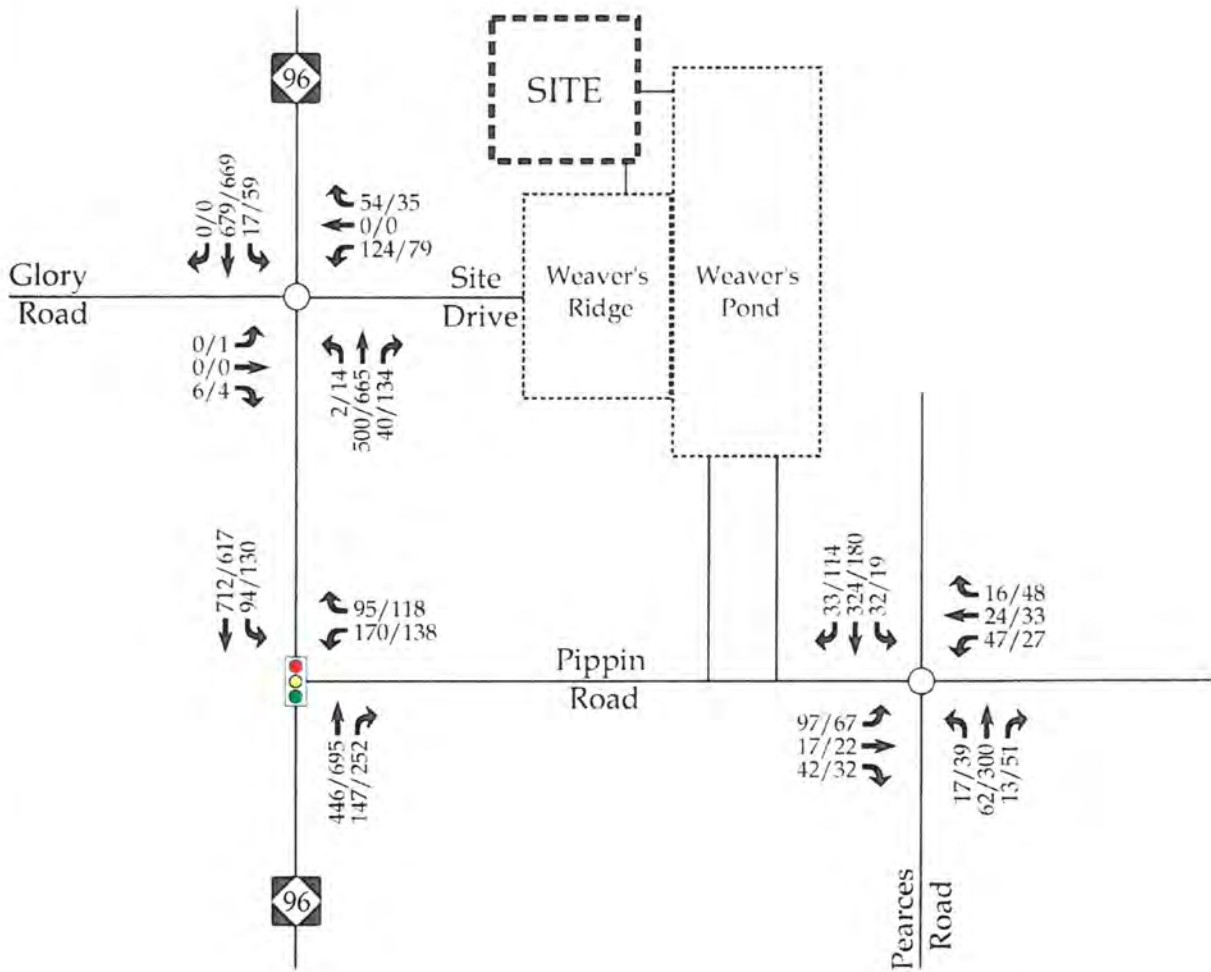 96
SITE
0/0
679/669
17/59
54/35
0/0
124/79
Glory
Road
Site
Drive
Weaver's
Ridge
Weaver's
Pond
0/1
0/0
6/4
2/14
500/665
40/134
712/617
94/130
95/118
170/138
33/114
324/180
32/19
16/48
24/33
47/27
Pippin
Road
446/695
147/252
97/67
17/22
42/32
17/39
62/300
13/51
96
Pearces
Road